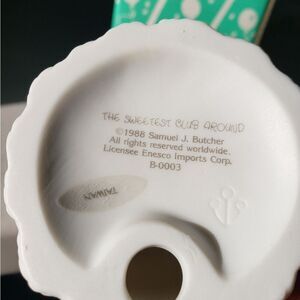 THE SWEETEST CLUB AROUND
©1988 Samuel J. Butcher
All rights reserved worldwide.
Licensee Enesco Imports Corp.
B-0003
TAIWAN